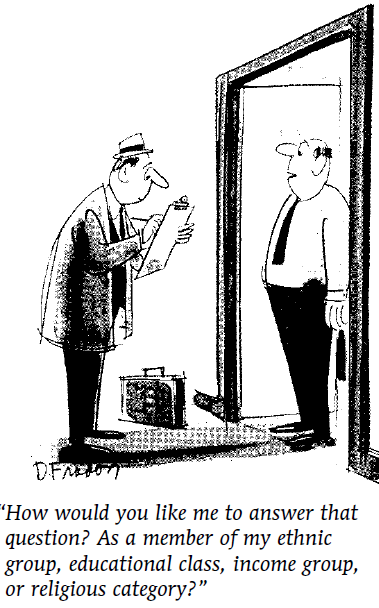 D. Fradon
“How would you like me to answer that
question? As a member of my ethnic
group, educational class, income group,
or religious category?”